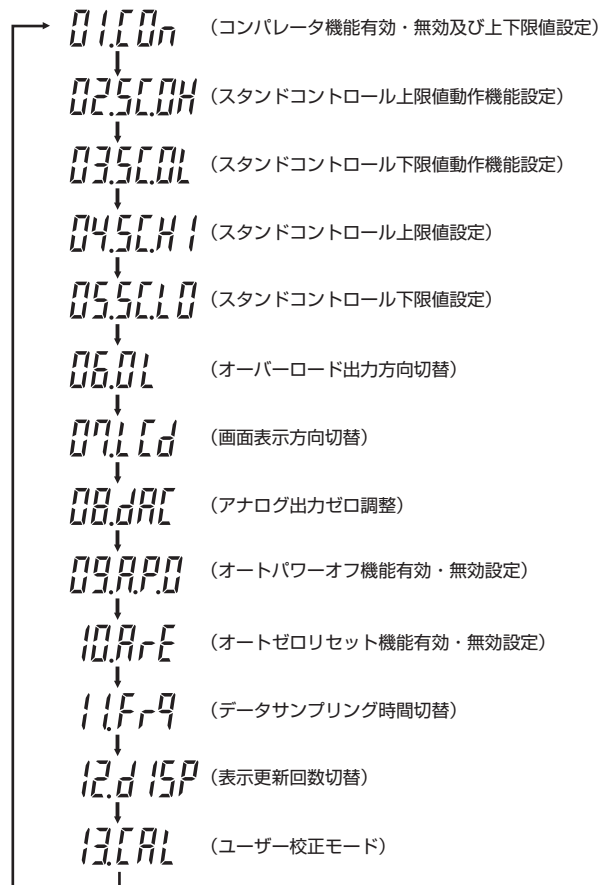 01.COn (コンパレータ機能有効・無効及び上下限値設定)
02.SC.OH (スタンドコントロール上限値動作機能設定)
03.SC.OL (スタンドコントロール下限値動作機能設定)
04.SC.HI (スタンドコントロール上限値設定)
05.SC.LO (スタンドコントロール下限値設定)
06.OL (オーバーロード出力方向切替)
07.LCd (画面表示方向切替)
08.dAC (アナログ出力ゼロ調整)
09.A.P.O (オートパワーオフ機能有効・無効設定)
10.ArE (オートゼロリセット機能有効・無効設定)
11.Frq (データサンプリング時間切替)
12.dISP (表示更新回数切替)
13.CAL (ユーザー校正モード)